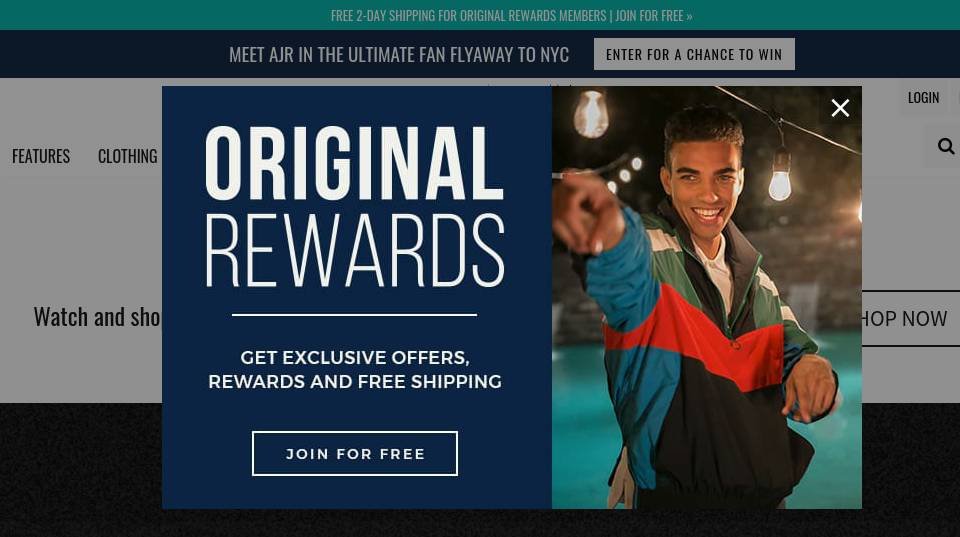 FREE 2-DAY SHIPPING FOR ORIGINAL REWARDS MEMBERS | JOIN FOR FREE »
MEET AJR IN THE ULTIMATE FAN FLYAWAY TO NYC
ENTER FOR A CHANCE TO WIN
LOGIN
FEATURES
CLOTHING
ORIGINAL
REWARDS
Watch and sho
HOP NOW
GET EXCLUSIVE OFFERS,
REWARDS AND FREE SHIPPING
JOIN FOR FREE